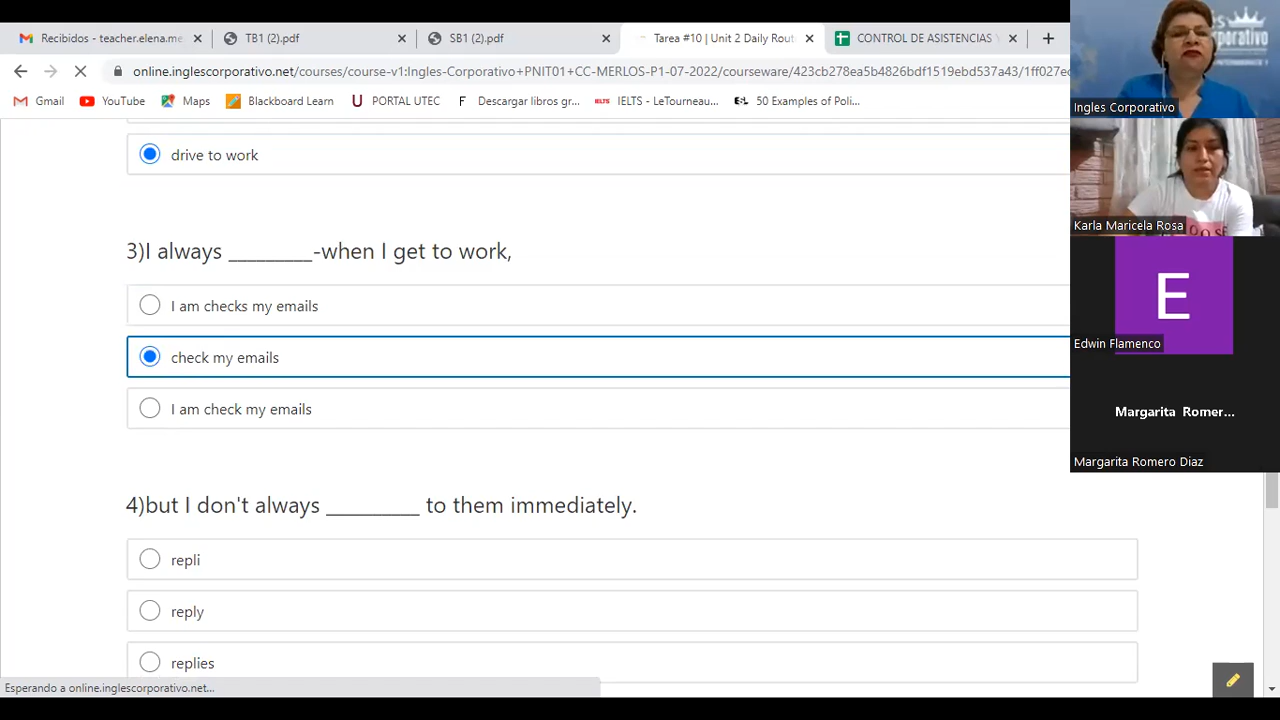 Recibidos - teacher.elena.me
TB1 (2).pdf
SB1 (2).pdf
Tarea #10 | Unit 2 Daily Rout
CONTROL DE ASISTENCIAS
online.inglescorporativo.net/courses/course-v1:Ingles-Corporativo+PNIT01+CC-MERLOS-P1-07-2022/courseware/423cb278ea5b4826bdf1519ebd537a43/1ff027ec
Gmail
YouTube
Maps
Blackboard Learn
PORTAL UTEC
Descargar libros gr...
IELTS - LeTourneau...
50 Examples of Poli...
drive to work
3)I always _________-when I get to work,
I am checks my emails
check my emails
I am check my emails
4)but I don't always _________ to them immediately.
repli
reply
replies
Esperando a online.inglescorporativo.net...
Ingles Corporativo
Karla Maricela Rosa
E
Edwin Flamenco
Margarita Romer...
Margarita Romero Diaz